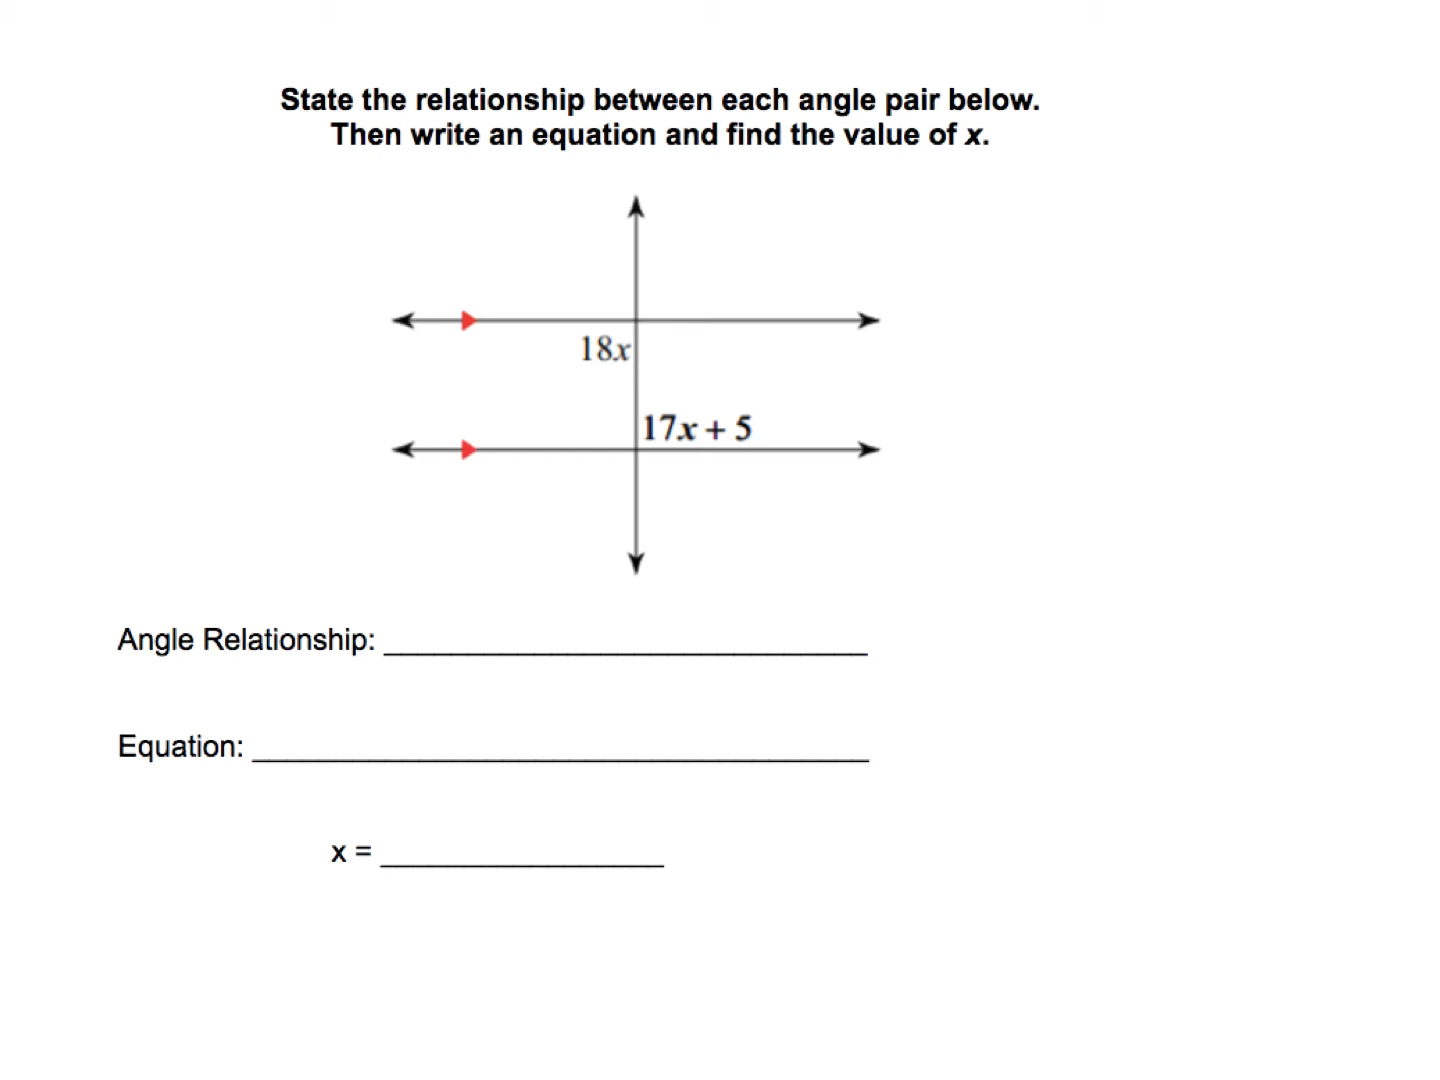 State the relationship between each angle pair below.
Then write an equation and find the value of x.
18x
17x + 5
Angle Relationship: ______________________________
Equation: ______________________________________
x = _________________